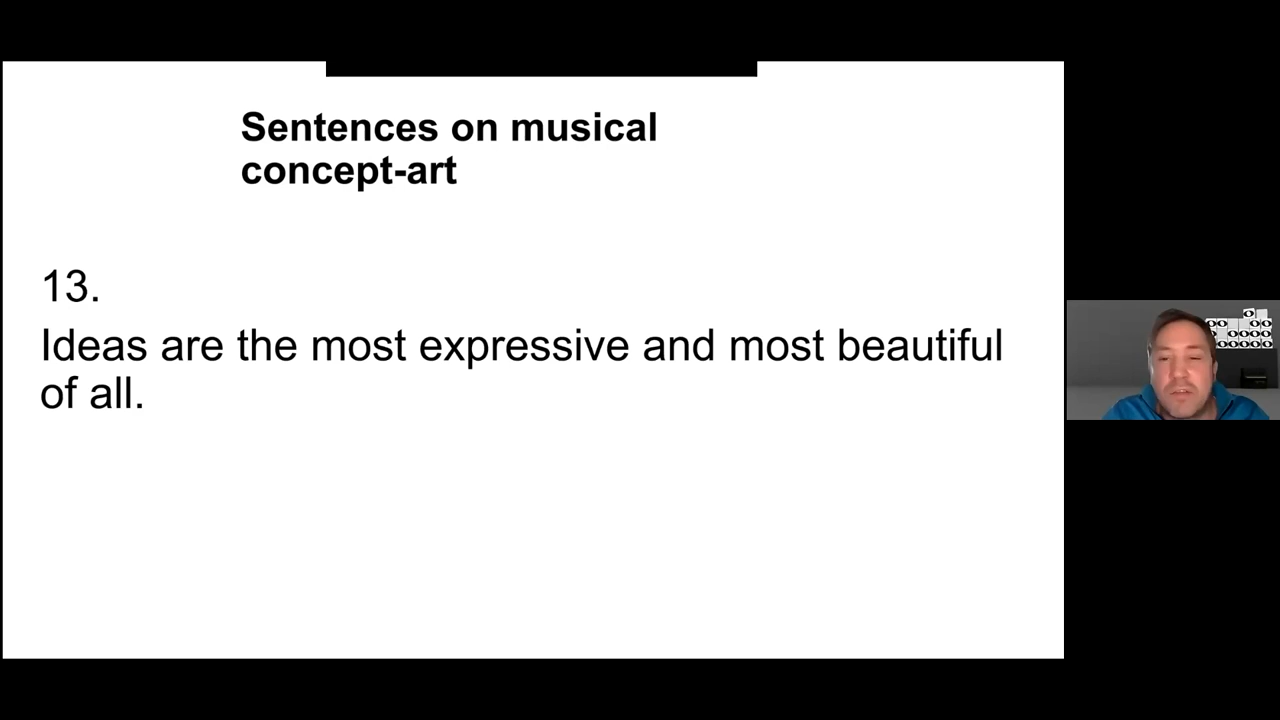 Sentences on musical
concept-art
13.
Ideas are the most expressive and most beautiful
of all.